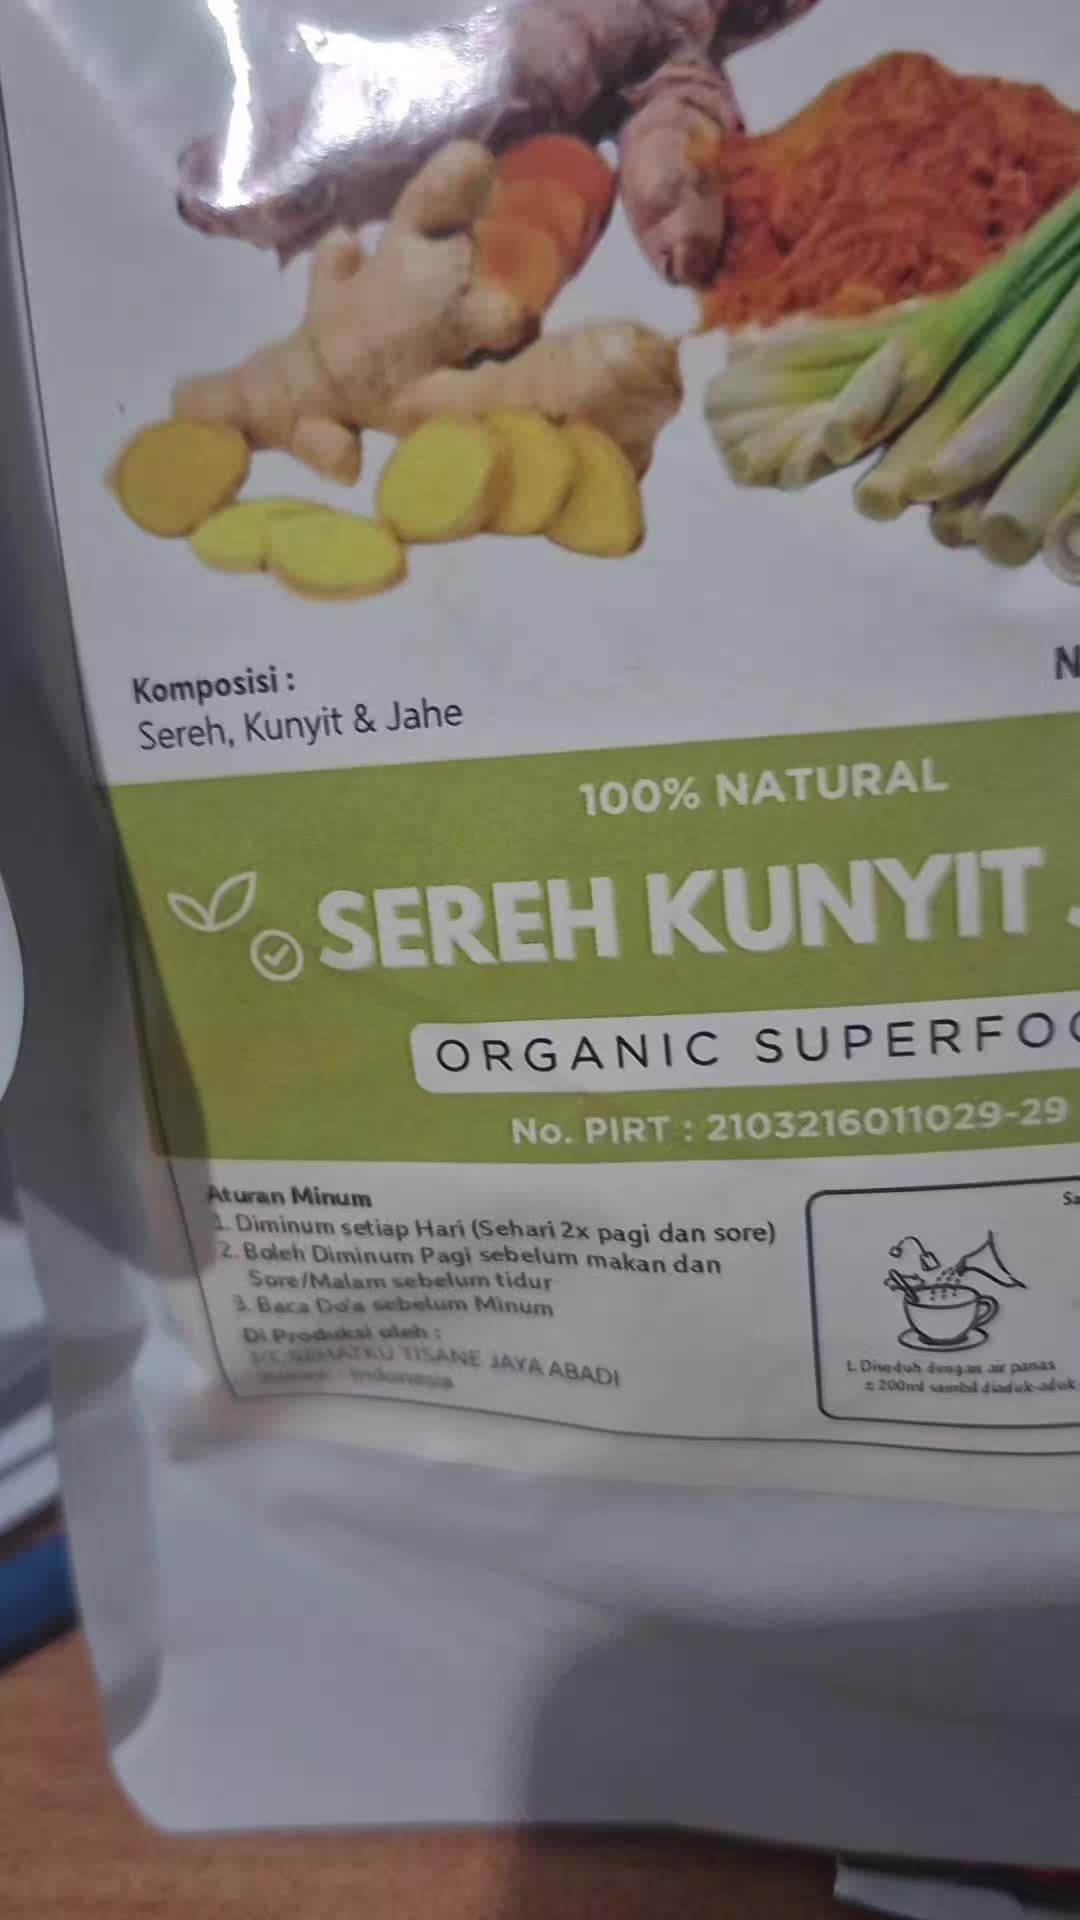 Komposisi :
Sereh, Kunyit & Jahe
N
100% NATURAL
SEREH KUNYIT
ORGANIC SUPERFOO
No. PIRT : 2103216011029-29
Aturan Minum
1. Diminum setiap Hari (Sehari 2x pagi dan sore)
2. Boleh Diminum Pagi sebelum makan dan
Sore/Malam sebelum tidur
3. Baca Do'a sebelum Minum
Di Produksi oleh :
TISANE JAYA ABADI
Indonesia
Sa
1. Diseduh dengan air panas
± 200ml sambil diaduk-aduk